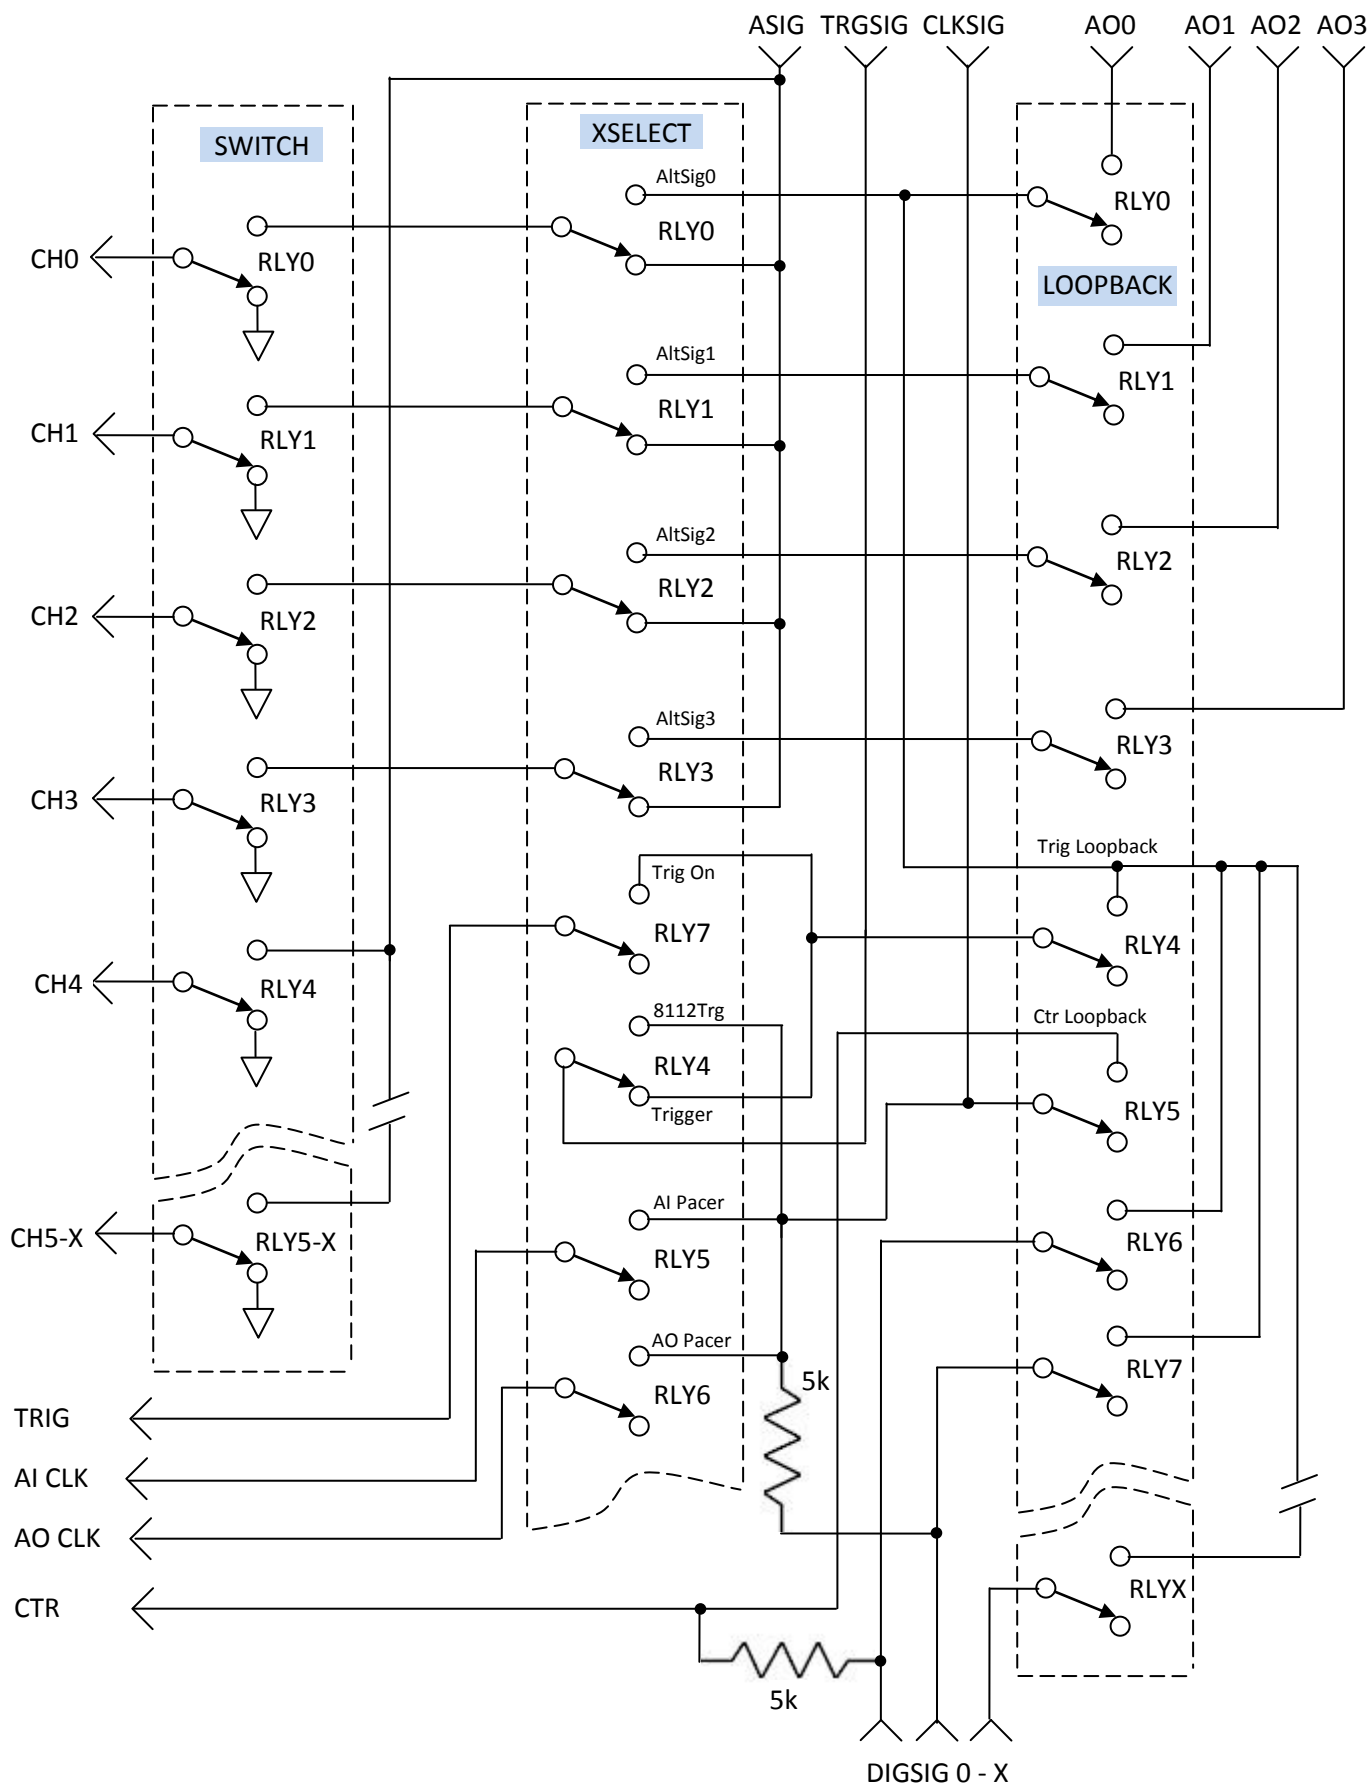 ASIG TRGSIG CLKSIG AO0 AO1 AO2 AO3
SWITCH
XSELECT
AltSig0
RLY0
RLY0
CH0
RLY0
LOOPBACK
AltSig1
RLY1
RLY1
CH1
RLY1
AltSig2
RLY2
RLY2
CH2
RLY2
AltSig3
RLY3
RLY3
CH3
RLY3
Trig Loopback
Trig On
RLY7
RLY4
CH4
RLY4
8112Trg
Ctr Loopback
RLY4
Trigger
RLY5
AI Pacer
CH5-X
RLY5-X
RLY5
RLY6
AO Pacer
RLY6
5k
RLY7
TRIG
AI CLK
AO CLK
CTR
RLYX
5k
DIGSIG 0 - X